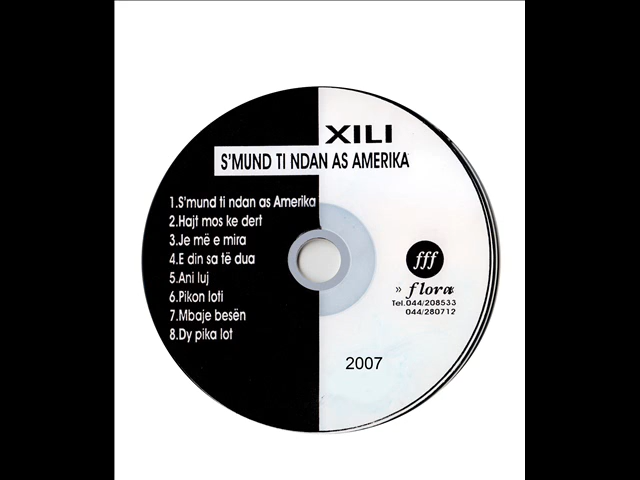 XILI
S'MUND TI NDAN AS AMERIKA
1.S'mund ti ndan as Amerika
2.Hajt mos ke dert
3.Je më e mira
4.E din sa të dua
5.Ani luj
6.Pikon loti
7.Mbaje besën
8.Dy pika lot
fff
» flora
Tel.044/208533
044/280712
2007